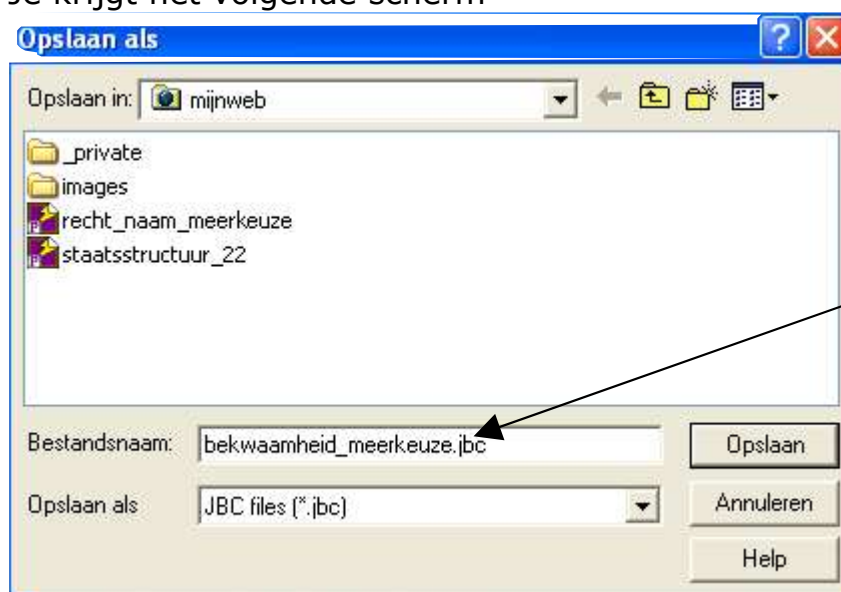 Je krijgt het volgende scherm
Opslaan als
Opslaan in: mijnweb
_private
images
recht_naam_meerkeuze
staatsstructuur_22
Bestandsnaam: bekwaamheid_meerkeuze.jbc Opslaan
Opslaan als JBC files (*.jbc) Annuleren
Help